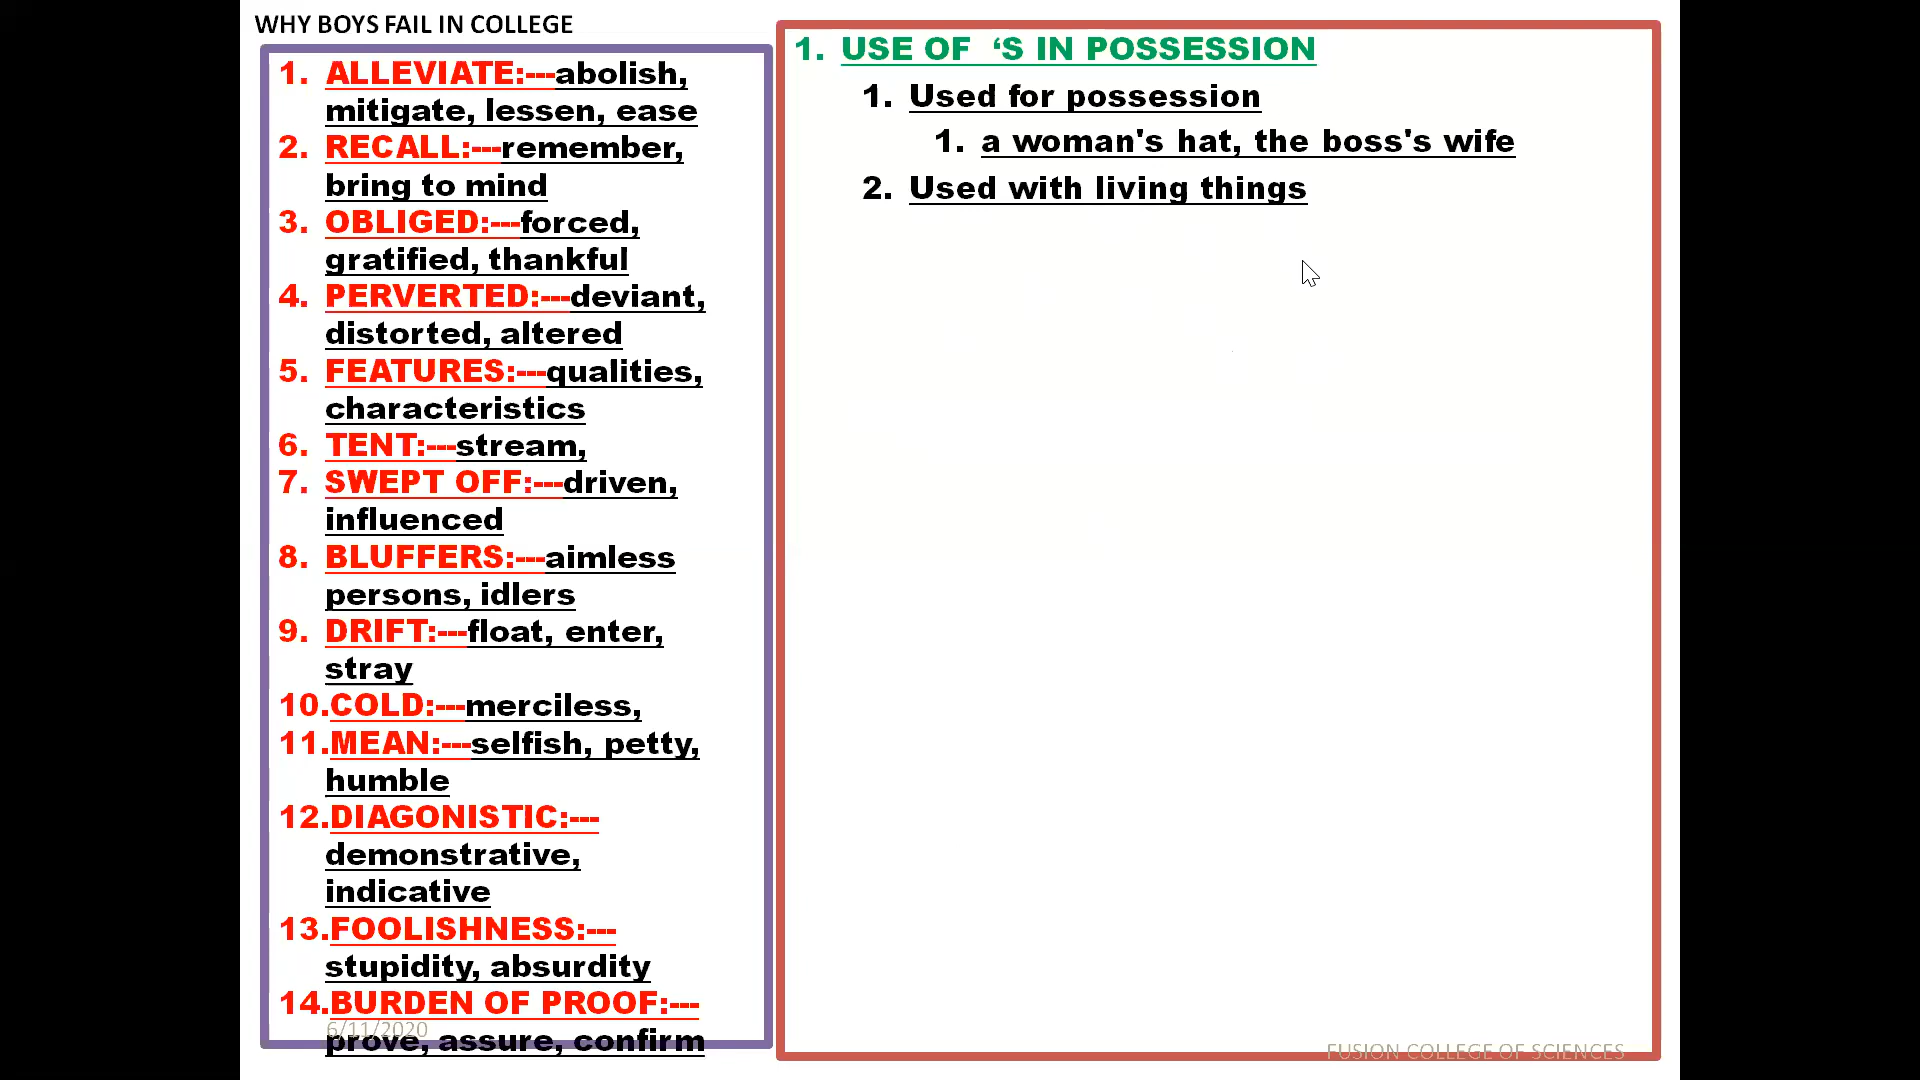 WHY BOYS FAIL IN COLLEGE
1. ALLEVIATE:---abolish,
mitigate, lessen, ease
2. RECALL:---remember,
bring to mind
3. OBLIGED:---forced,
gratified, thankful
4. PERVERTED:---deviant,
distorted, altered
5. FEATURES:---qualities,
characteristics
6. TENT:---stream,
7. SWEPT OFF:---driven,
influenced
8. BLUFFERS:---aimless
persons, idlers
9. DRIFT:---float, enter,
stray
10.COLD:---merciless,
11.MEAN:---selfish, petty,
humble
12.DIAGONISTIC:---
demonstrative,
indicative
13.FOOLISHNESS:---
stupidity, absurdity
14.BURDEN OF PROOF:---
prove, assure, confirm
6/11/2020
1. USE OF ‘S IN POSSESSION
1. Used for possession
1. a woman's hat, the boss's wife
2. Used with living things
FUSION COLLEGE OF SCIENCES